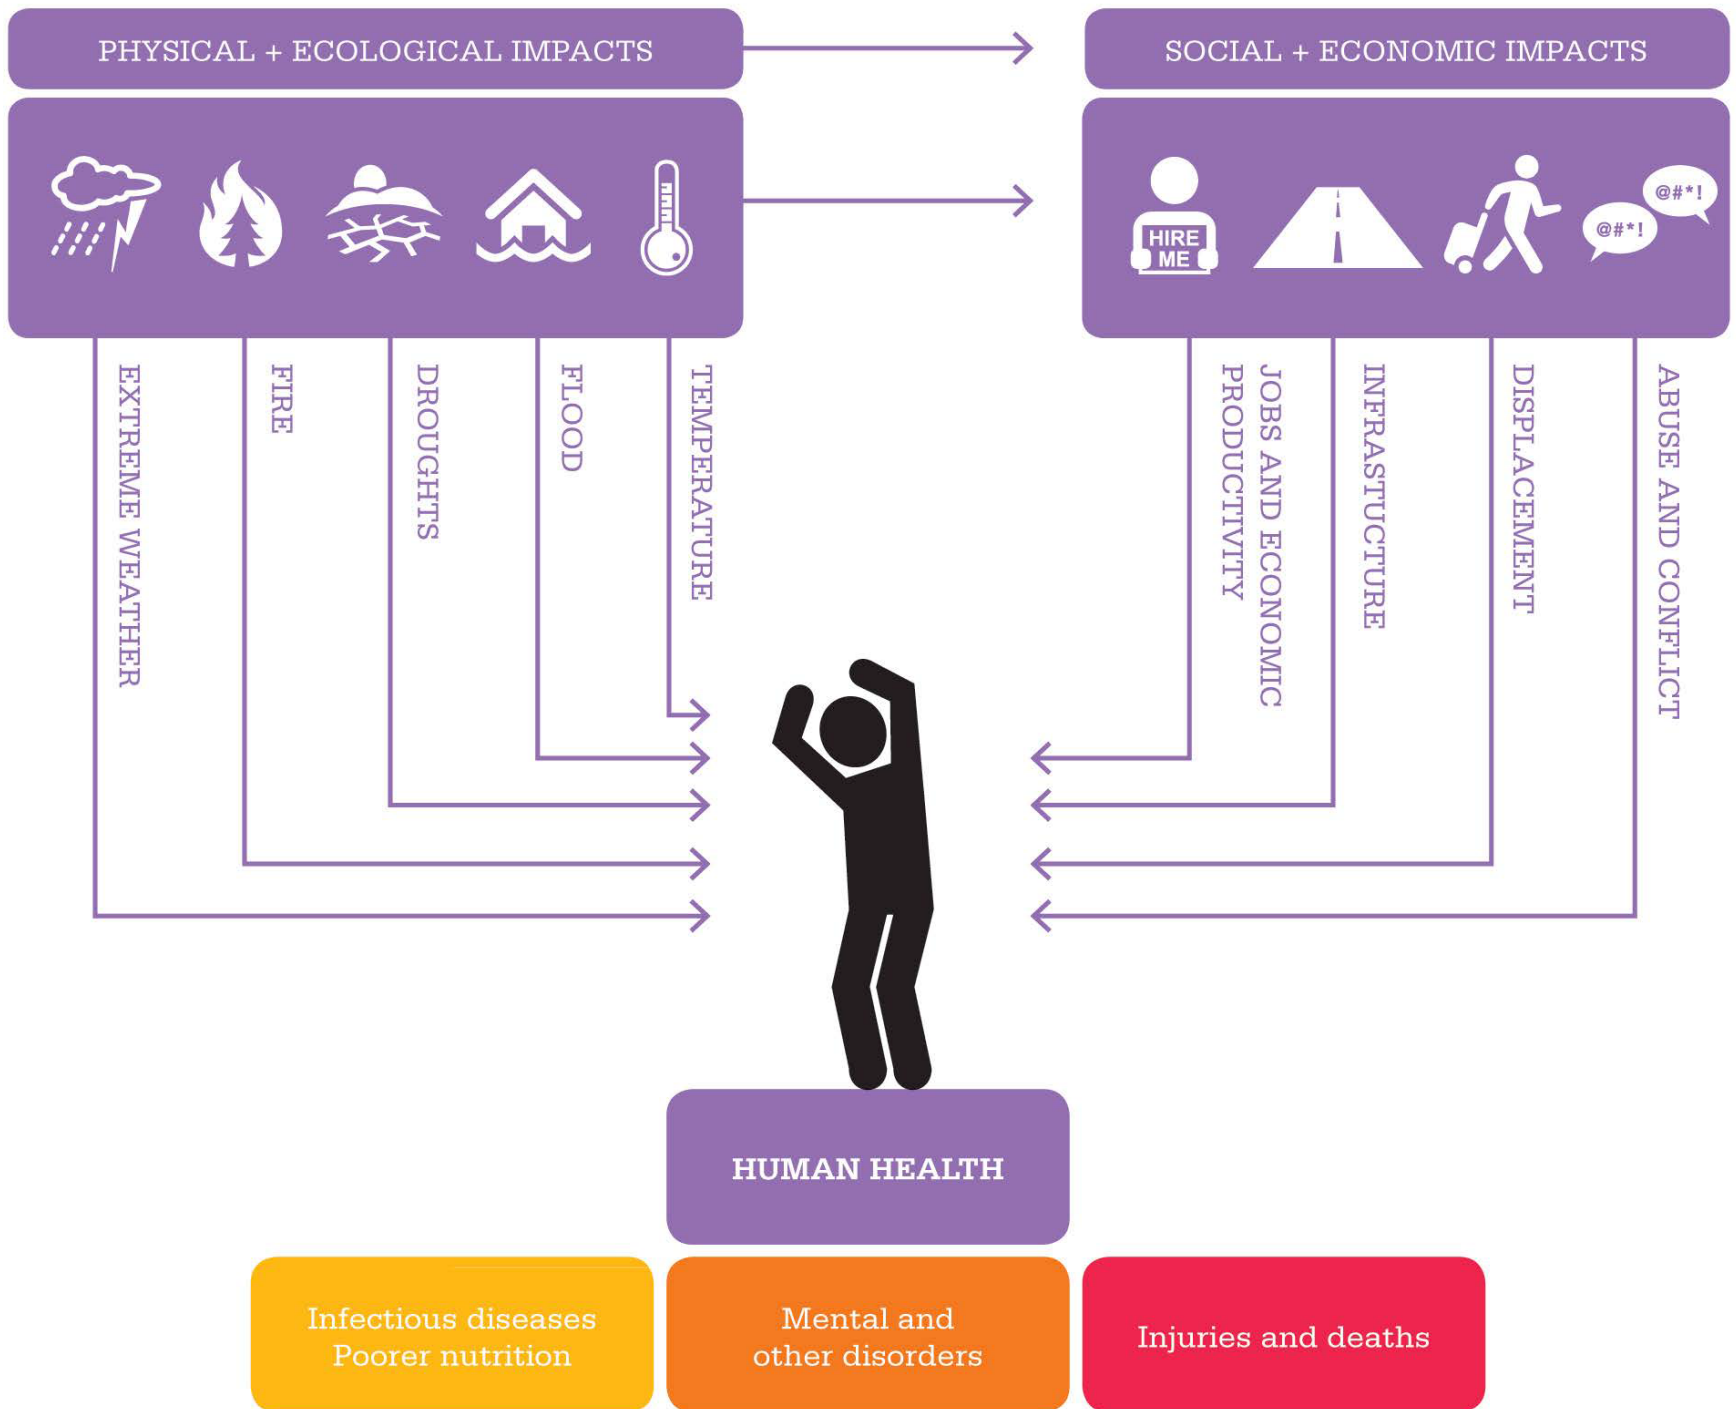 PHYSICAL + ECOLOGICAL IMPACTS
SOCIAL + ECONOMIC IMPACTS
HIRE
ME
@#*!
@#*!
EXTREME WEATHER
FIRE
DROUGHTS
FLOOD
TEMPERATURE
JOBS AND ECONOMIC
PRODUCTIVITY
INFRASTUCTURE
DISPLACEMENT
ABUSE AND CONFLICT
HUMAN HEALTH
Infectious diseases
Poorer nutrition
Mental and
other disorders
Injuries and deaths